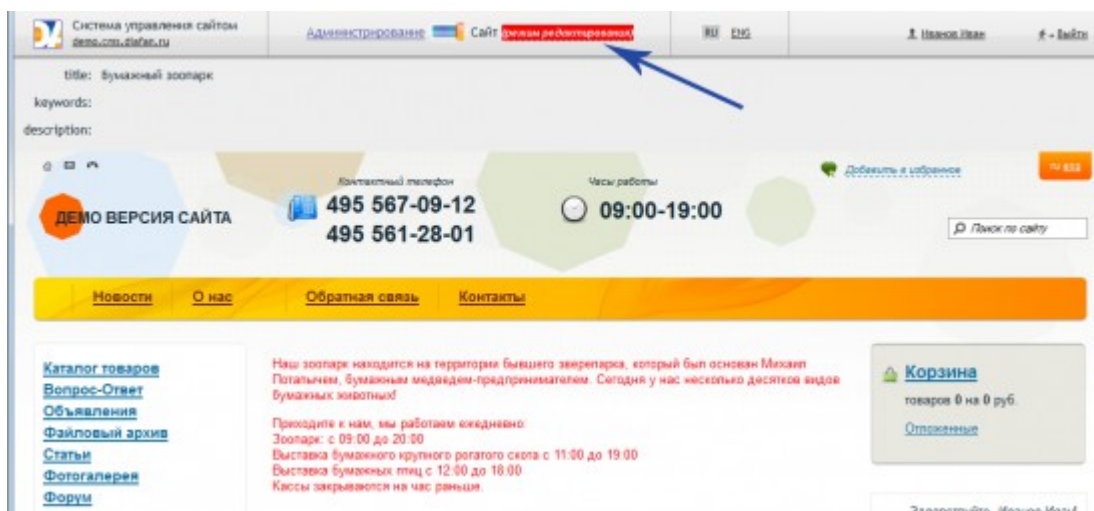 Система управления сайтом
demo.cms.diafan.ru
Администрирование Сайт (режим редактирования)
RU ENG
Иванов Иван
- Выйти
title: Бумажный зоопарк
keywords:
description:
Контактный телефон
495 567-09-12
495 561-28-01
Часы работы
09:00-19:00
Добавить в избранное
ru eng
ДЕМО ВЕРСИЯ САЙТА
Поиск по сайту
Новости О нас Обратная связь Контакты
Каталог товаров
Вопрос-Ответ
Объявления
Файловый архив
Статьи
Фотогалерея
Форум
Наш зоопарк находится на территории бывшего зверепарка, который был основан Михаил
Потапычем, бумажным медведем-предпринимателем. Сегодня у нас несколько десятков видов
бумажных животных!
Приходите к нам, мы работаем ежедневно:
Зоопарк: с 09:00 до 20:00
Выставка бумажного крупного рогатого скота с 11:00 до 19:00
Выставка бумажных птиц с 12:00 до 18:00
Кассы закрываются на час раньше.
Корзина
товаров 0 на 0 руб.
Отложенные
Здравствуйте, Иванов Иван!